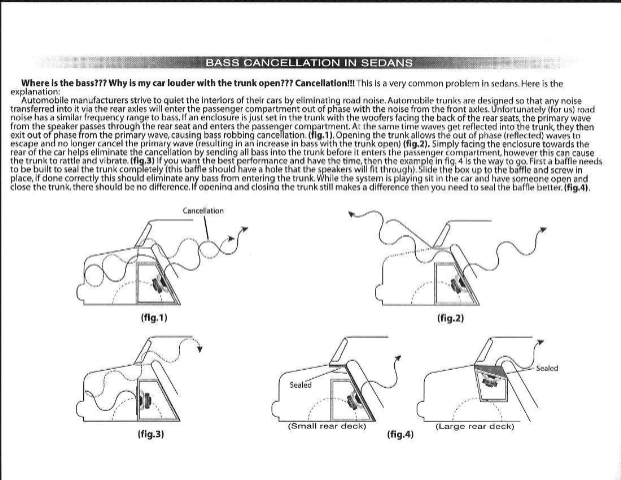 BASS CANCELLATION IN SEDANS
Where is the bass??? Why is my car louder with the trunk open??? Cancellation!!! This is a very common problem in sedans. Here is the
explanation:
Automobile manufacturers strive to quiet the interiors of their cars by eliminating road noise. Automobile trunks are designed so that any noise
transferred into it via the rear axles will enter the passenger compartment out of phase with the noise from the front axles. Unfortunately (for us) road
noise has a similar frequency range to bass. If an enclosure is just set in the trunk with the woofers facing the back of the rear seats, the primary wave
from the speaker passes through the rear seat and enters the passenger compartment. At the same time waves get reflected into the trunk, they then
exit out of phase from the primary wave, causing bass robbing cancellation. (fig.1). Opening the trunk allows the out of phase (reflected) waves to
escape and no longer cancel the primary wave (resulting in an increase in bass with the trunk open) (fig.2). Simply facing the enclosure towards the
rear of the car helps eliminate the cancellation by sending all bass into the trunk before it enters the passenger compartment, however this can cause
the trunk to rattle and vibrate. (fig.3) If you want the best performance and have the time, then the example in fig. 4 is the way to go. First a baffle needs
to be built to seal the trunk completely (this baffle should have a hole that the speakers will fit through). Slide the box up to the baffle and screw in
place, if done correctly this should eliminate any bass from entering the trunk. While the system is playing sit in the car and have someone open and
close the trunk, there should be no difference. If opening and closing the trunk still makes a difference then you need to seal the baffle better. (fig.4).
Cancellation
(fig.1)
(fig.2)
Sealed
Sealed
(Small rear deck)
(Large rear deck)
(fig.3)
(fig.4)